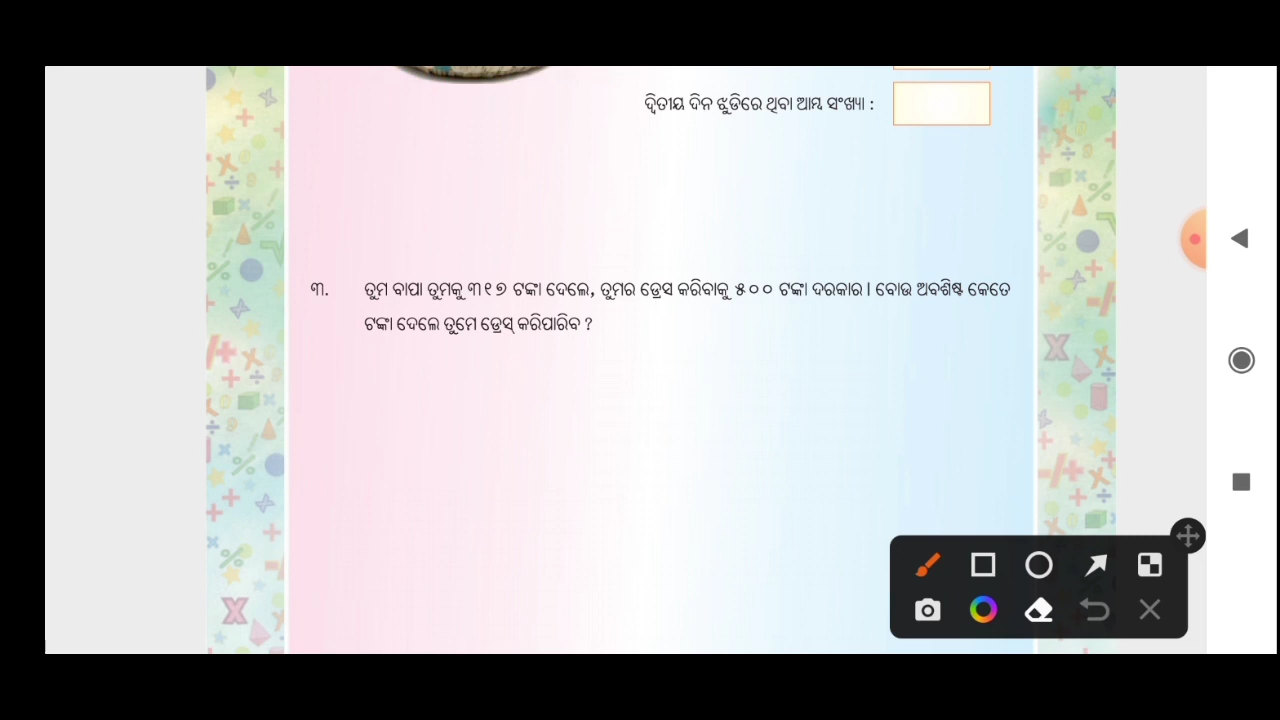 ଦ୍ୱିତୀୟ ଦିନ ଝୁଡିରେ ଥିବା ଆମ୍ଭ ସଂଖ୍ୟା :
୩. ତୁମ ବାପା ତୁମକୁ ୩୧୭ ଟଙ୍କା ଦେଲେ, ତୁମର ଡ୍ରେସ କରିବାକୁ ୫୦୦ ଟଙ୍କା ଦରକାର । ବୋଉ ଅବଶିଷ୍ଟ କେତେ
ଟଙ୍କା ଦେଲେ ତୁମେ ଡ୍ରେସ୍ କରିପାରିବ ?